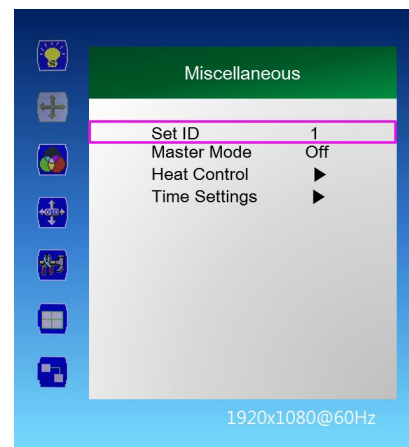 Miscellaneous
Set ID 1
Master Mode Off
Heat Control ▶
Time Settings ▶
1920x1080@60Hz